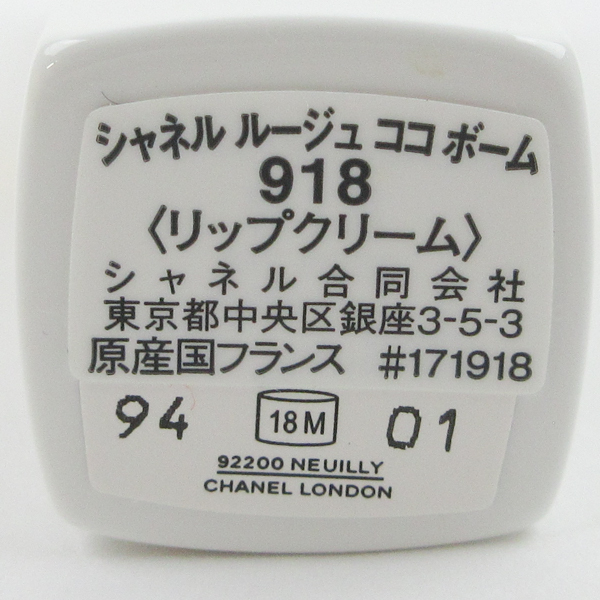 シャネル ルージュ ココ ボーム
918
〈リップクリーム〉
シャネル合同会社
東京都中央区銀座3-5-3
原産国フランス #171918
94 18M 01
92200 NEUILLY
CHANEL LONDON